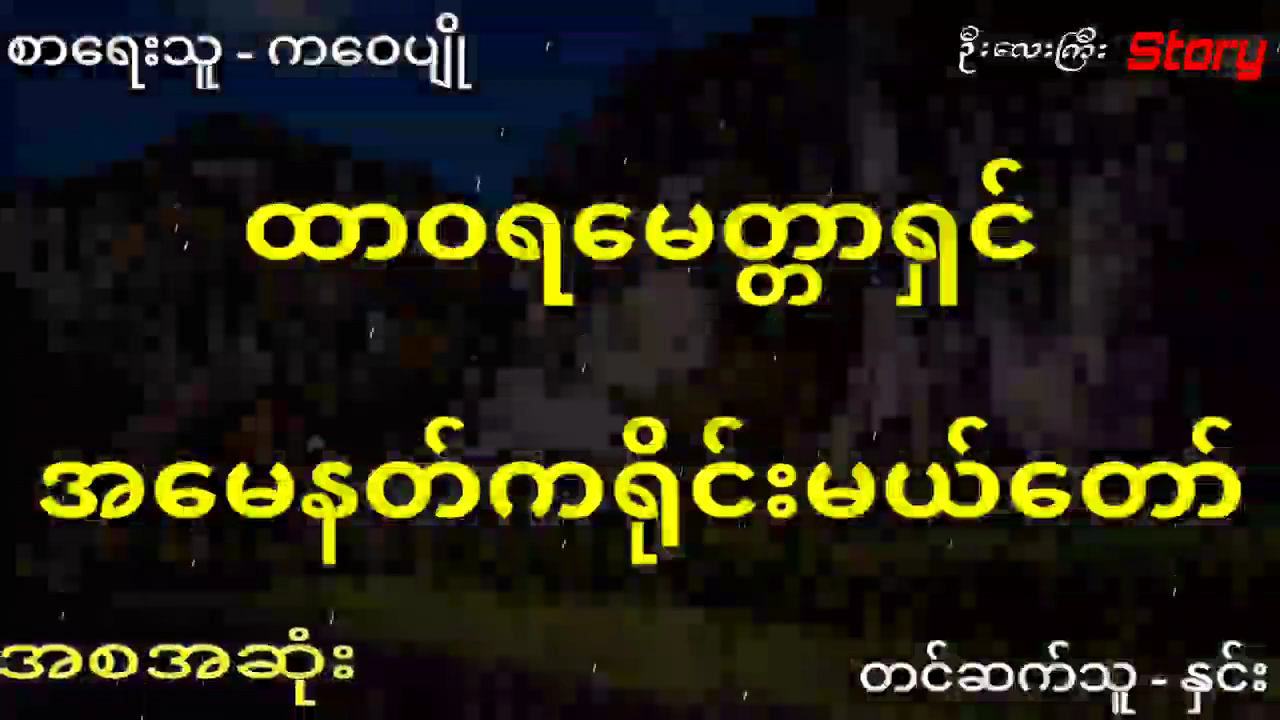 စာရေးသူ - ကဝေပျို
ဦးလေးကြီး Story
ထာဝရမေတ္တာရှင်
အမေနတ်ကရိုင်းမယ်တော်
အစအဆုံး
တင်ဆက်သူ - နှင်း